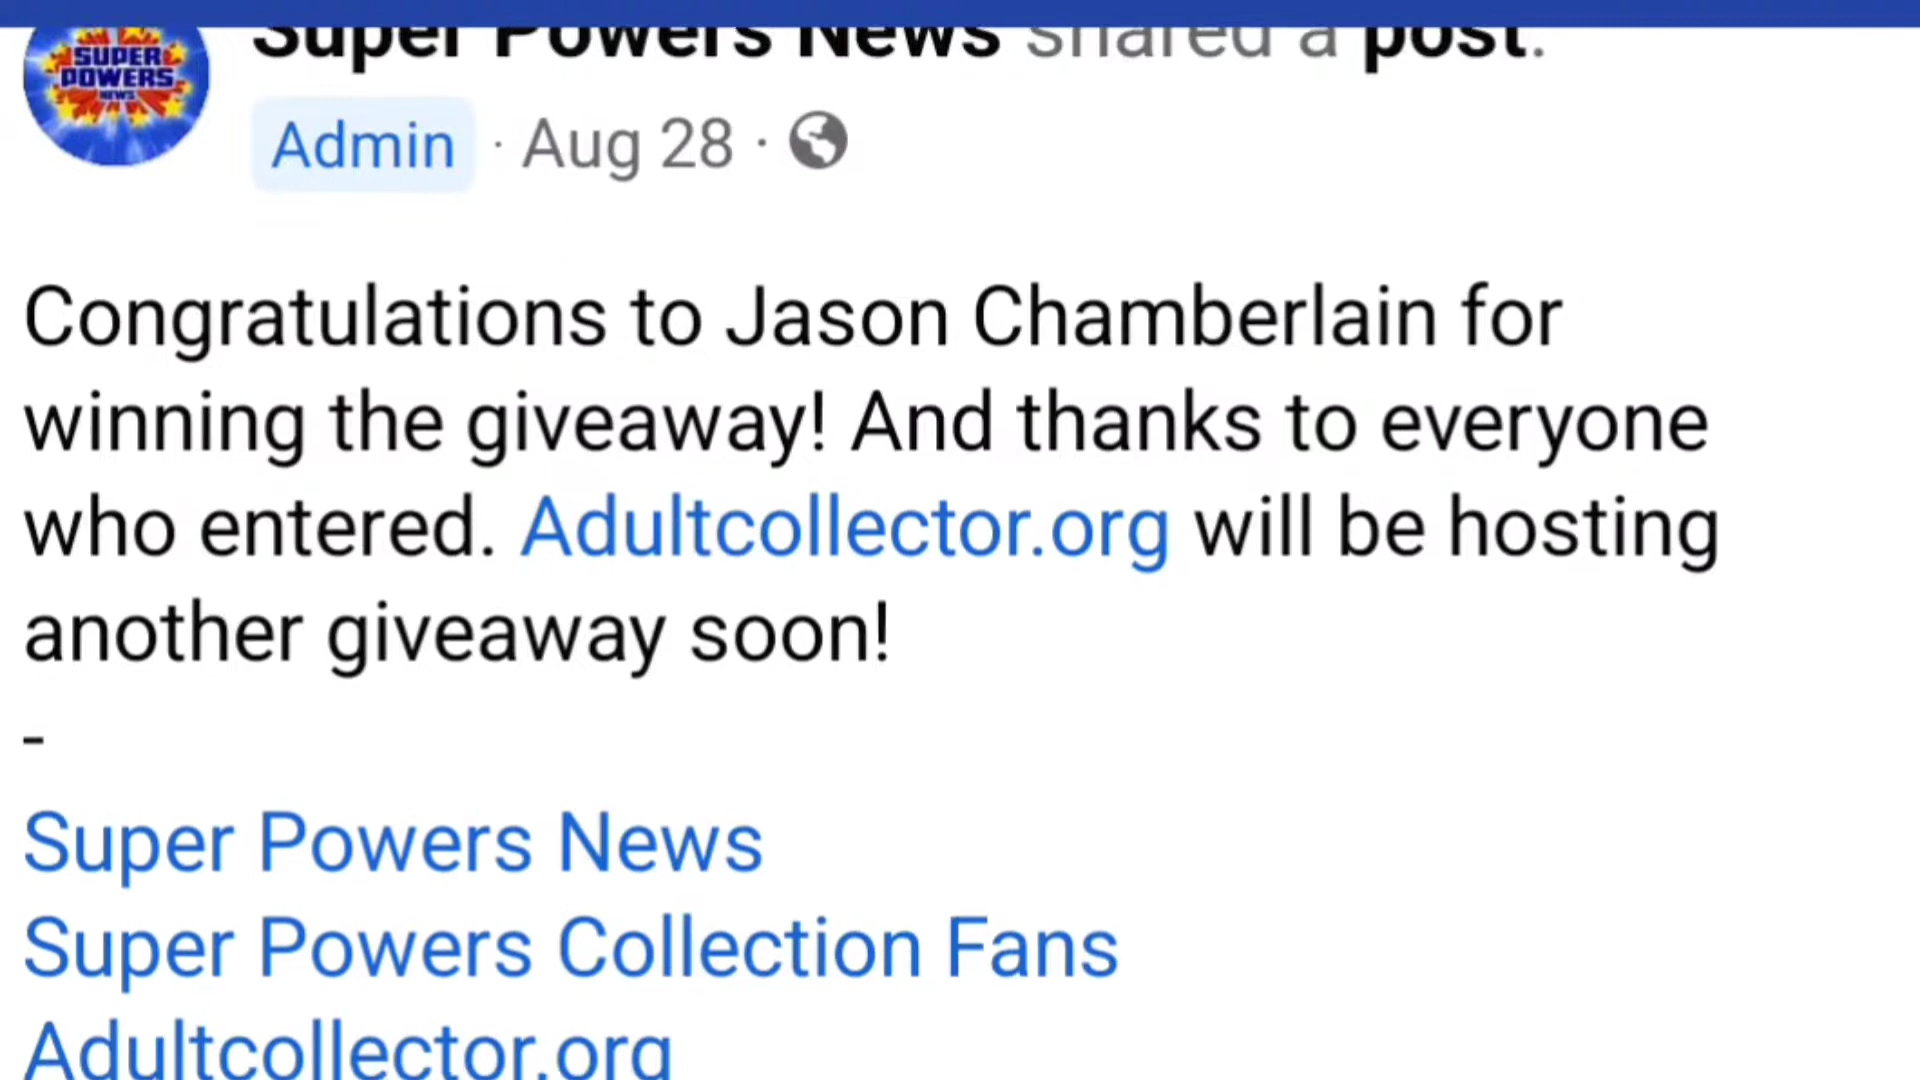 SUPER
POWERS
NEWS
Super Powers News shared a post.
Admin · Aug 28 ·
Congratulations to Jason Chamberlain for
winning the giveaway! And thanks to everyone
who entered. Adultcollector.org will be hosting
another giveaway soon!
-
Super Powers News
Super Powers Collection Fans
Adultcollector.org